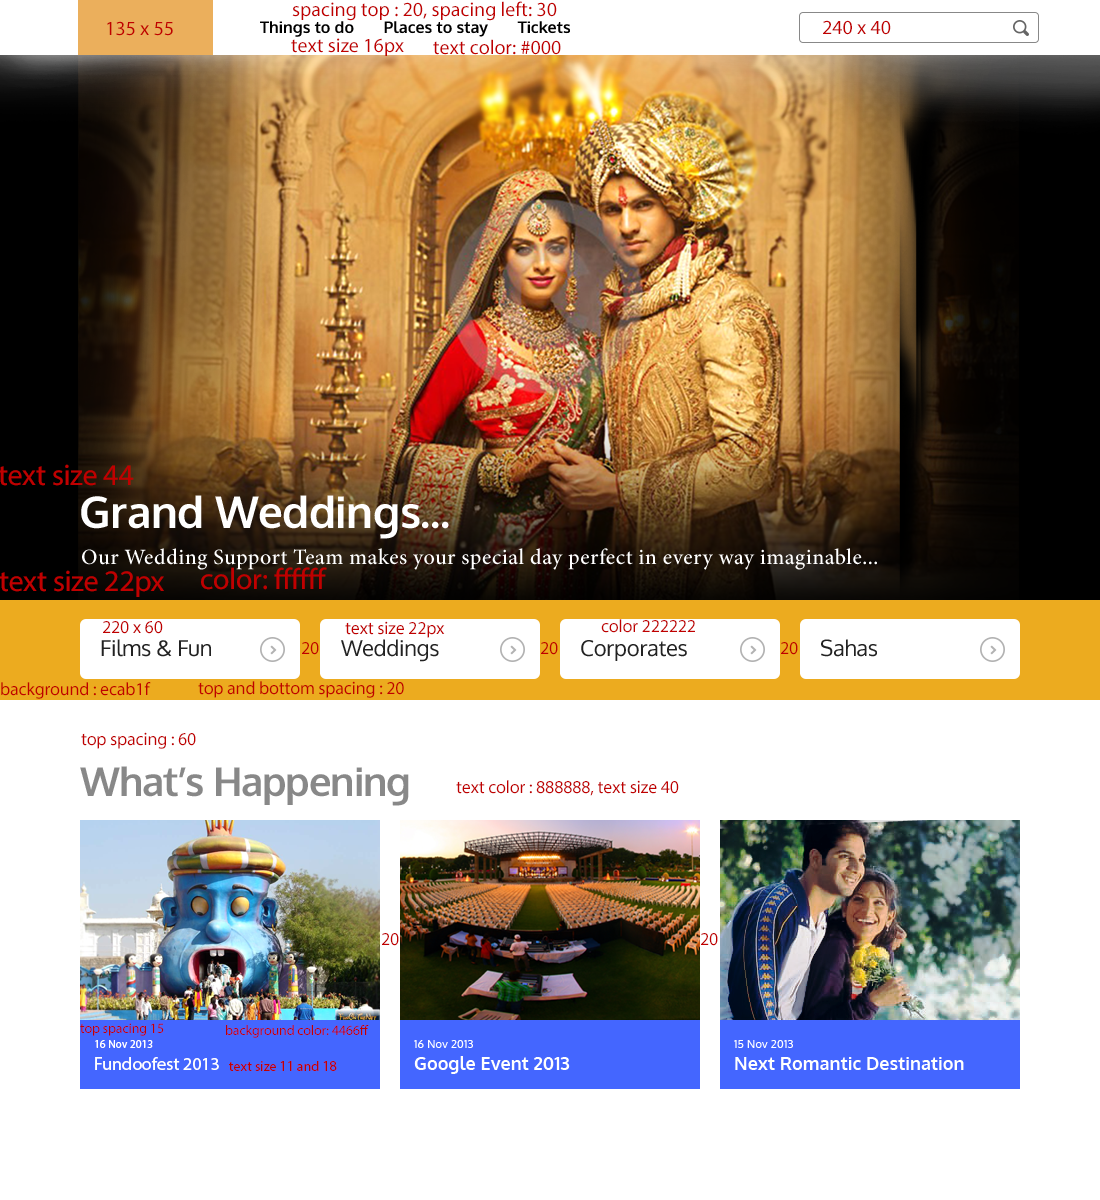 spacing top : 20, spacing left: 30
135 x 55
Things to do Places to stay Tickets
240 x 40
text size 16px text color: #000
text size 44
Grand Weddings...
Our Wedding Support Team makes your special day perfect in every way imaginable...
text size 22px color: ffffff
220 x 60 text size 22px color 222222
Films & Fun 20 Weddings 20 Corporates 20 Sahas
background : ecab1f top and bottom spacing : 20
top spacing : 60
What's Happening text color : 888888, text size 40
20 20
top spacing 15 background color: 4466ff
16 Nov 2013
Fundoofest 2013 text size 11 and 18
16 Nov 2013
Google Event 2013
15 Nov 2013
Next Romantic Destination